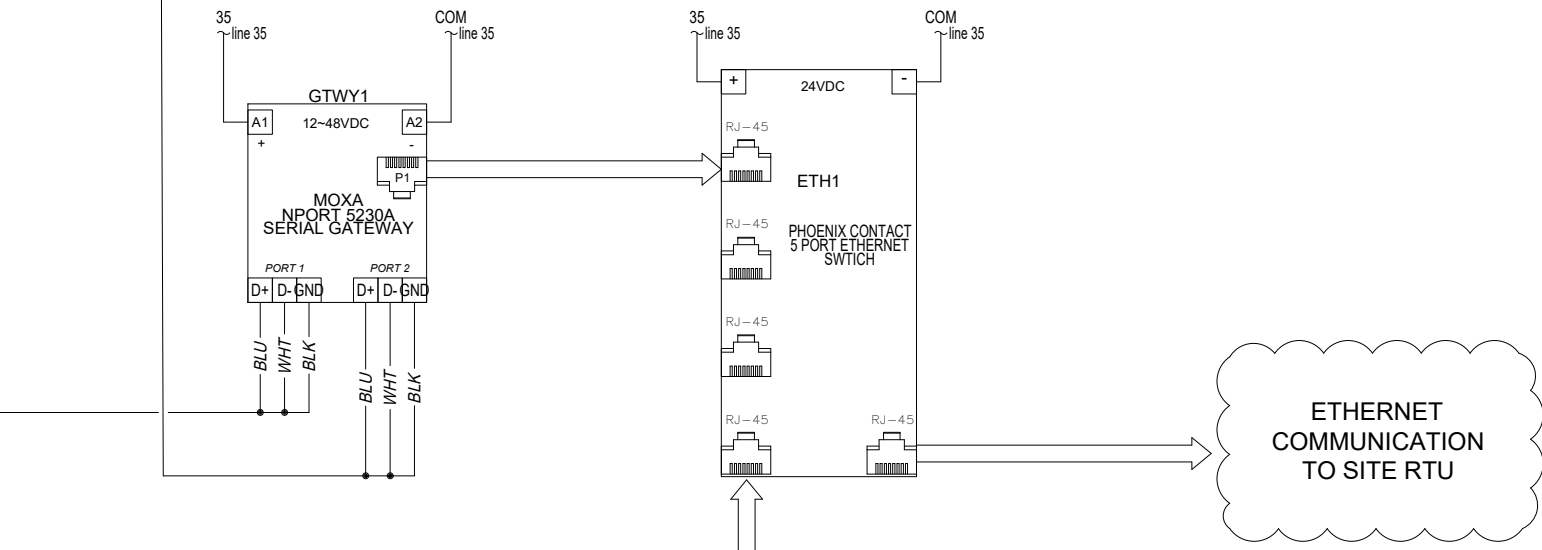 35
line 35
COM
line 35
35
line 35
COM
line 35
GTWY1
A1
12~48VDC
A2
+
-
P1
MOXA
NPORT 5230A
SERIAL GATEWAY
PORT 1
PORT 2
D+ D- GND
D+ D- GND
BLU
WHT
BLK
BLU
WHT
BLK
+
24VDC
-
RJ-45
ETH1
RJ-45
PHOENIX CONTACT
5 PORT ETHERNET
SWTICH
RJ-45
RJ-45
RJ-45
ETHERNET
COMMUNICATION
TO SITE RTU